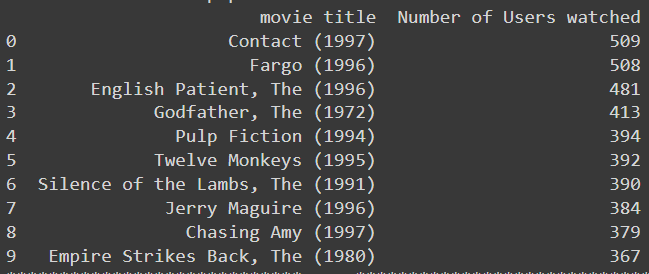 movie title  Number of Users watched
0  Contact (1997)  509
1  Fargo (1996)  508
2  English Patient, The (1996)  481
3  Godfather, The (1972)  413
4  Pulp Fiction (1994)  394
5  Twelve Monkeys (1995)  392
6  Silence of the Lambs, The (1991)  390
7  Jerry Maguire (1996)  384
8  Chasing Amy (1997)  379
9  Empire Strikes Back, The (1980)  367